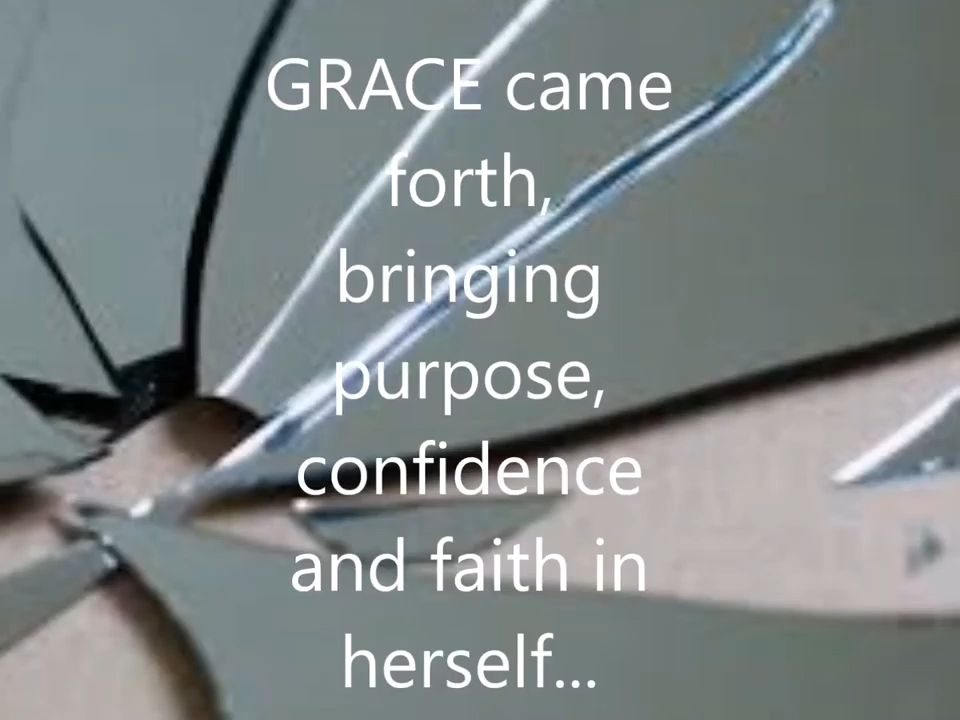 GRACE came
forth,
bringing
purpose,
confidence
and faith in
herself...